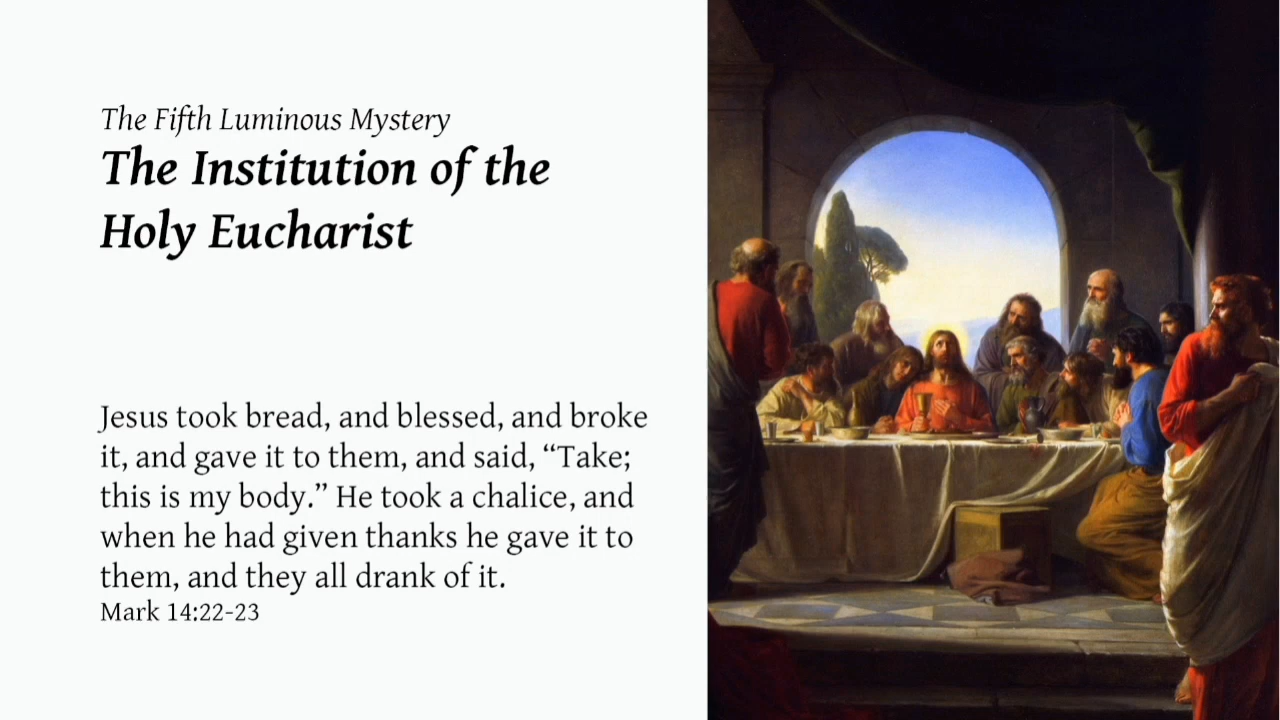 The Fifth Luminous Mystery
The Institution of the
Holy Eucharist
Jesus took bread, and blessed, and broke
it, and gave it to them, and said, “Take;
this is my body.” He took a chalice, and
when he had given thanks he gave it to
them, and they all drank of it.
Mark 14:22-23